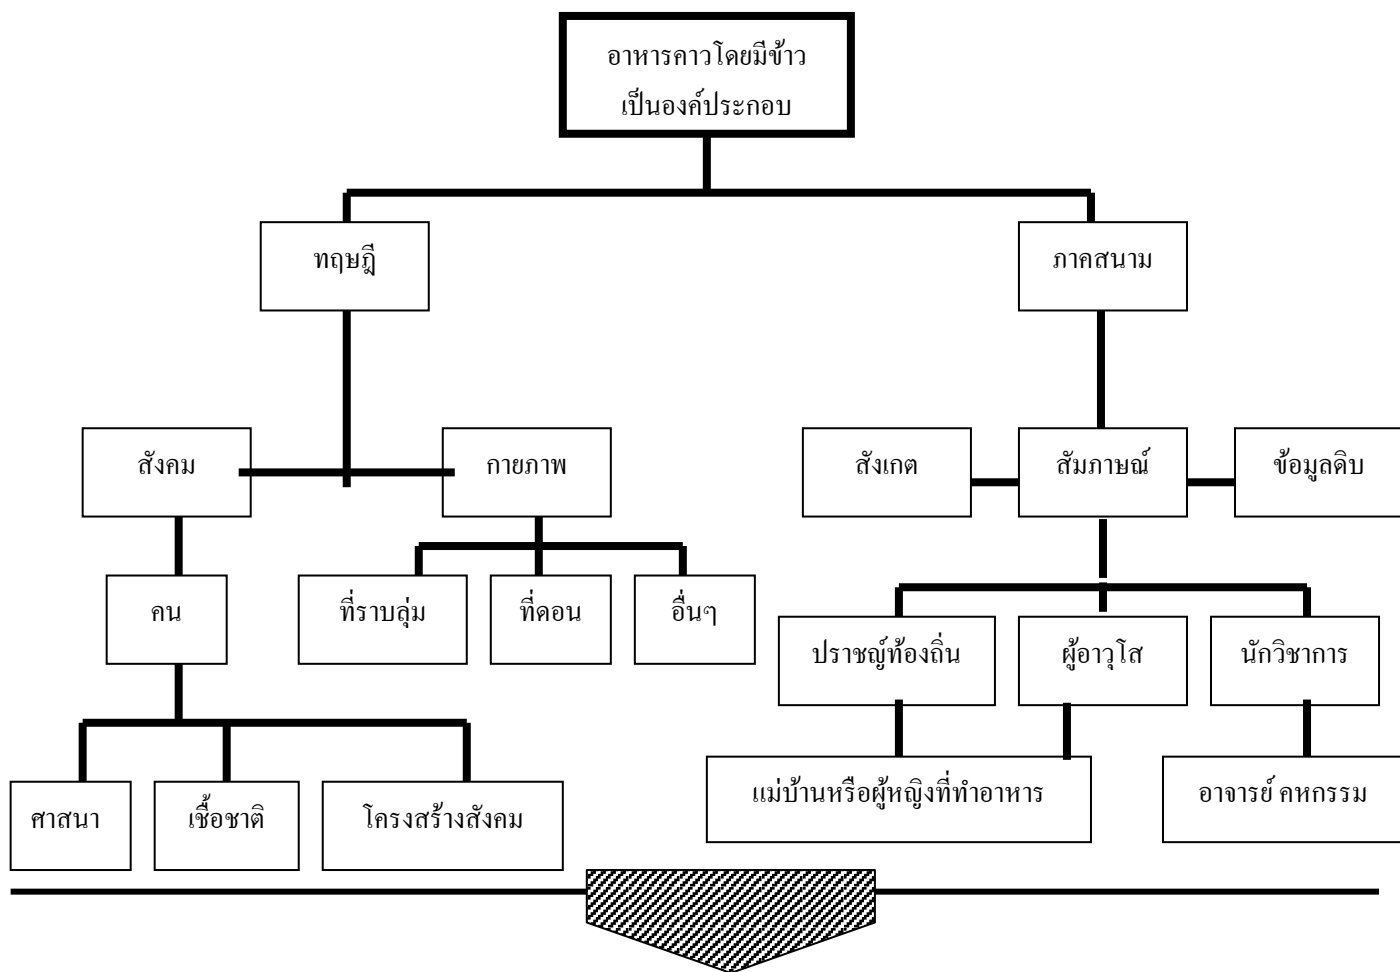 อาหารคาวโดยมีข้าว
เป็นองค์ประกอบ
ทฤษฎี
ภาคสนาม
สังคม
กายภาพ
สังเกต
สัมภาษณ์
ข้อมูลดิบ
คน
ที่ราบลุ่ม
ที่ดอน
อื่นๆ
ปราชญ์ท้องถิ่น
ผู้อาวุโส
นักวิชาการ
ศาสนา
เชื้อชาติ
โครงสร้างสังคม
แม่บ้านหรือผู้หญิงที่ทำอาหาร
อาจารย์ คหกรรม